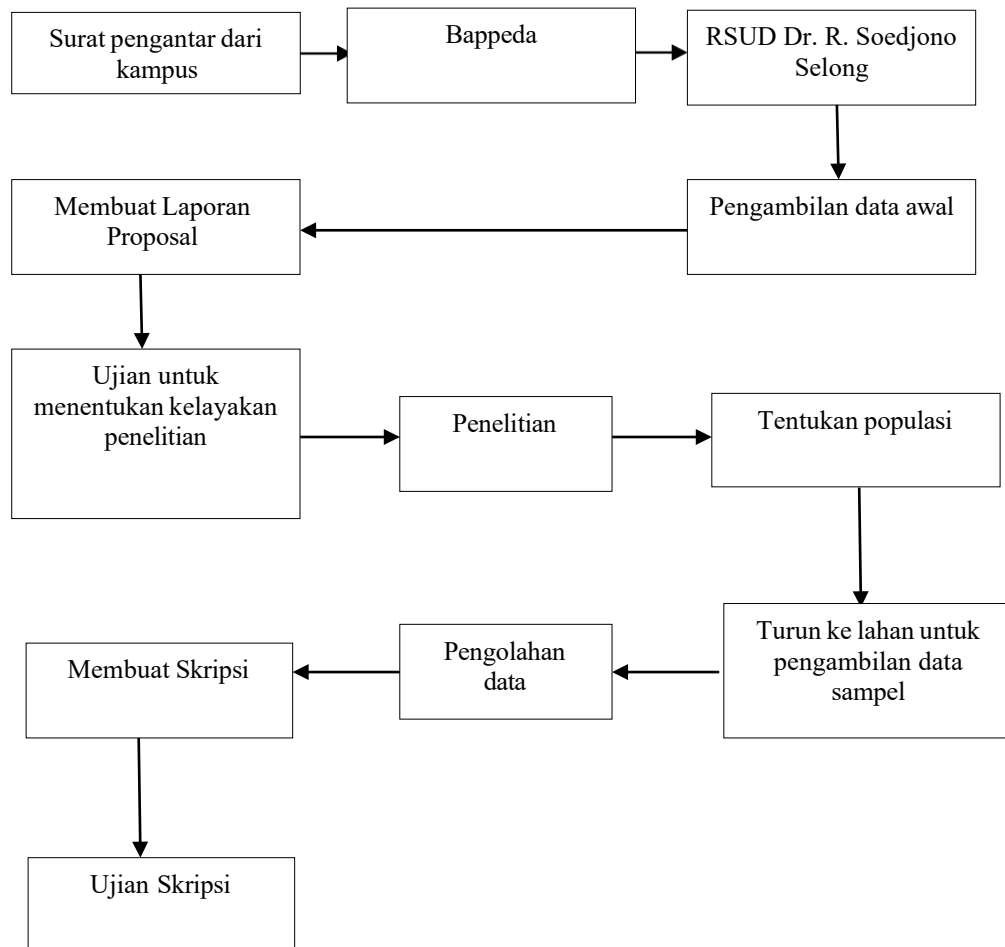 Surat pengantar dari
kampus
Bappeda
RSUD Dr. R. Soedjono
Selong
Pengambilan data awal
Membuat Laporan
Proposal
Ujian untuk
menentukan kelayakan
penelitian
Penelitian
Tentukan populasi
Turun ke lahan untuk
pengambilan data
sampel
Pengolahan
data
Membuat Skripsi
Ujian Skripsi